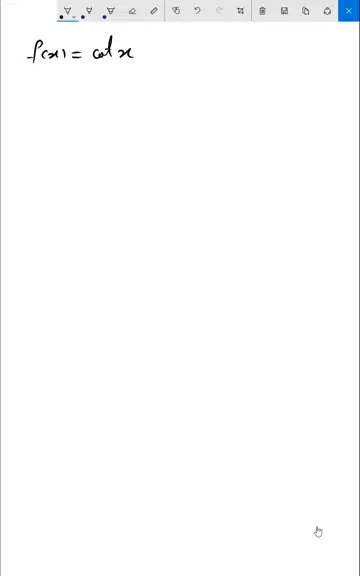 f(x) = cot x